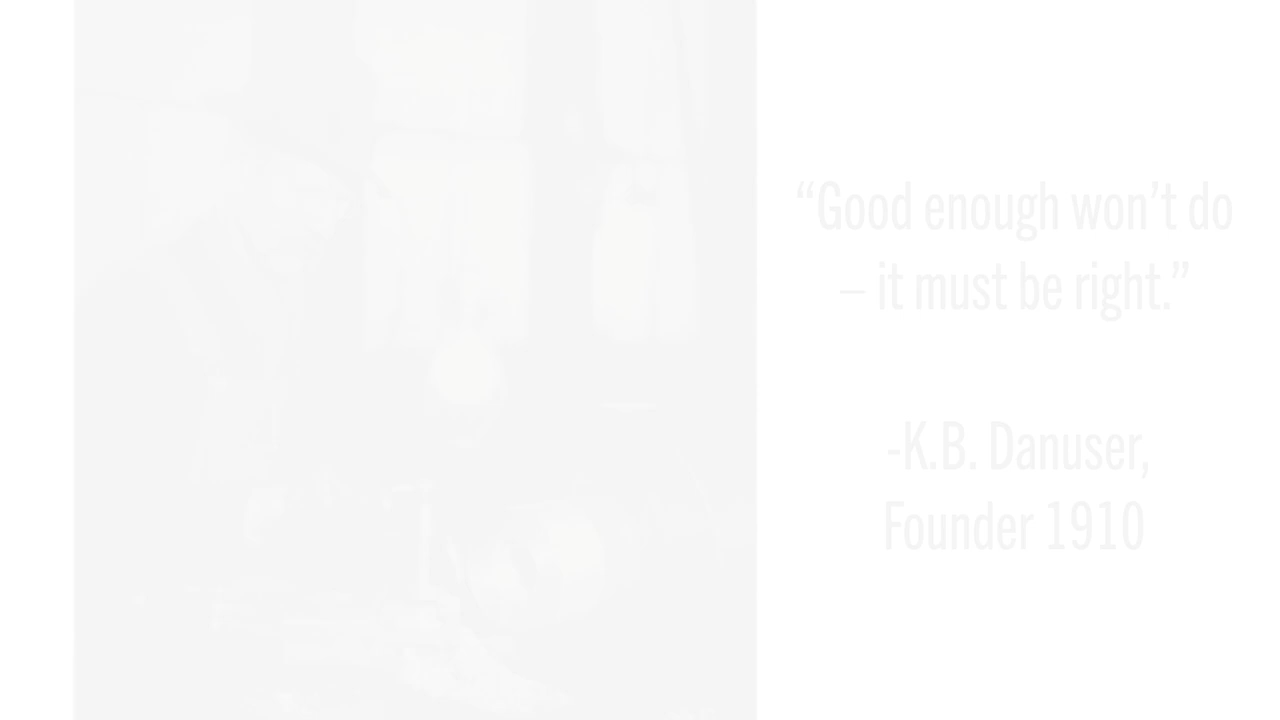 “Good enough won’t do
– it must be right.”
-K.B. Danuser,
Founder 1910